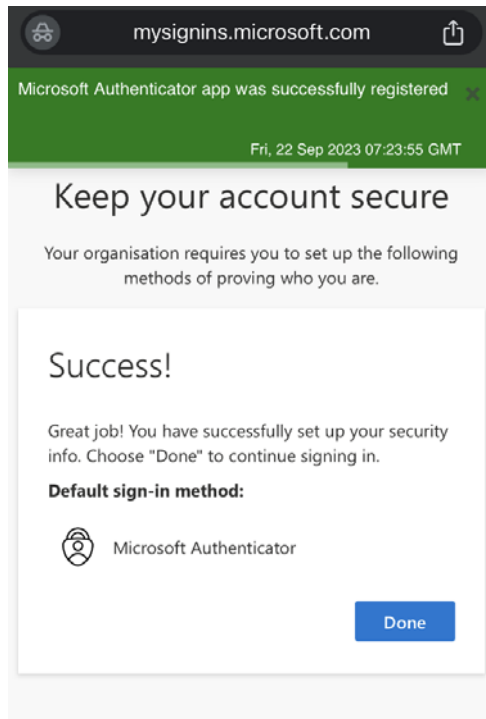 mysignins.microsoft.com
Microsoft Authenticator app was successfully registered
Fri, 22 Sep 2023 07:23:55 GMT
Keep your account secure
Your organisation requires you to set up the following
methods of proving who you are.
Success!
Great job! You have successfully set up your security
info. Choose "Done" to continue signing in.
Default sign-in method:
Microsoft Authenticator
Done